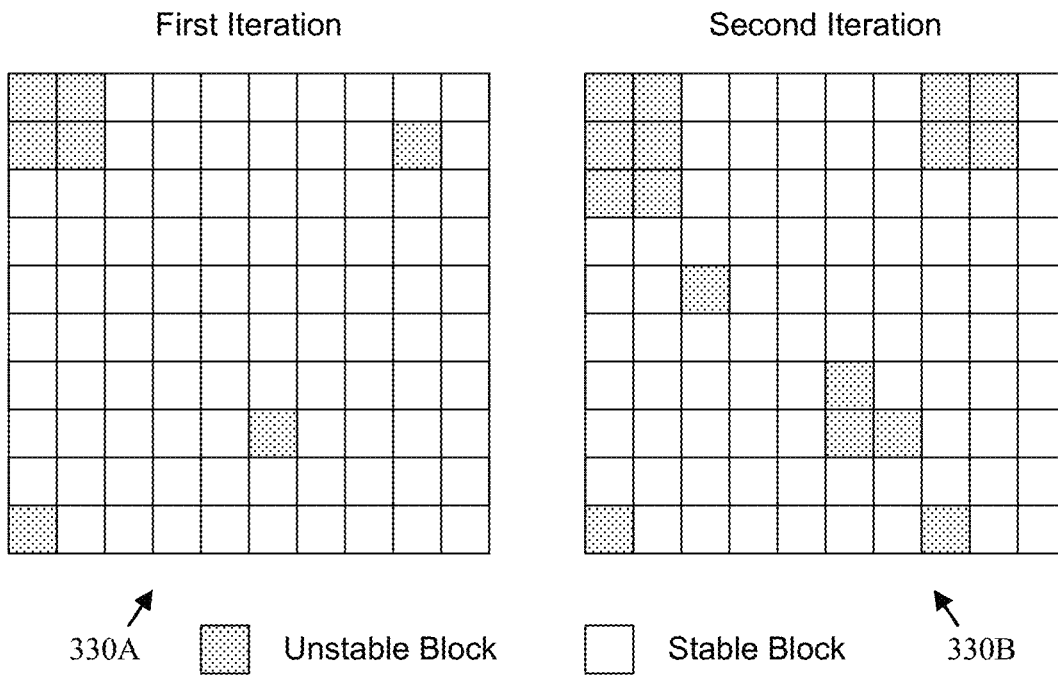 First Iteration
Second Iteration
330A
Unstable Block
Stable Block
330B